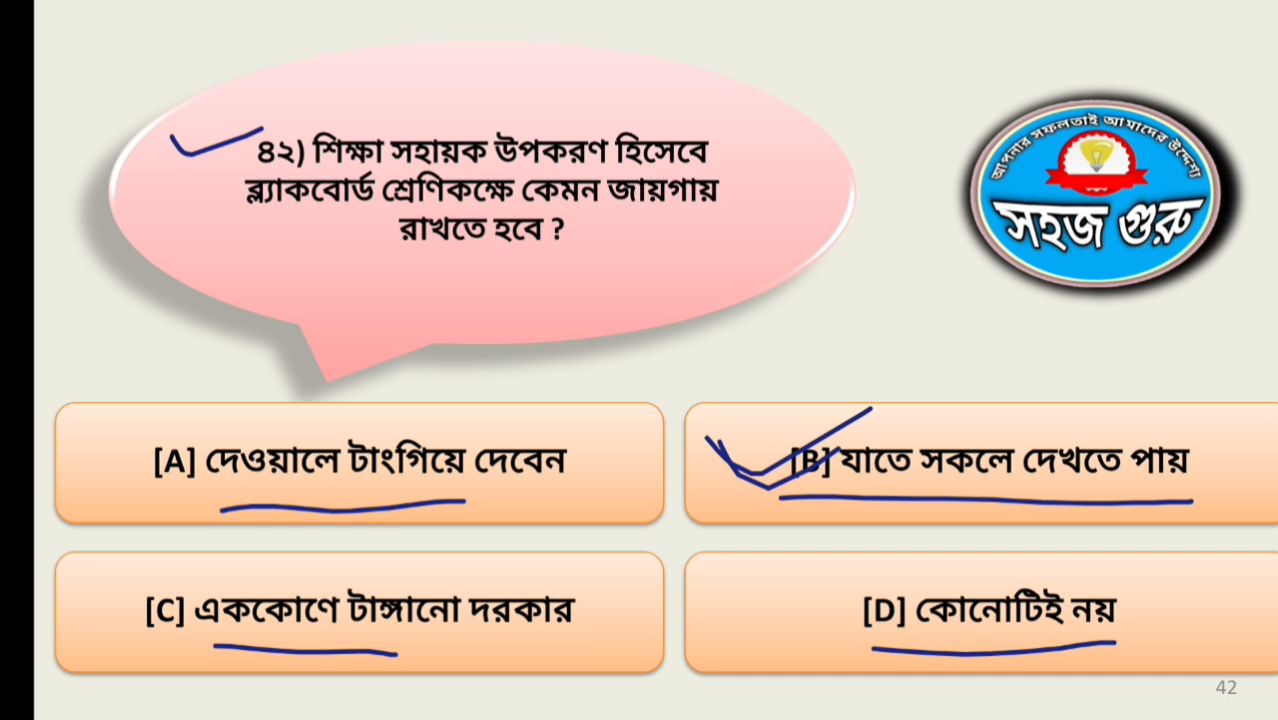 ৪২) শিক্ষা সহায়ক উপকরণ হিসেবে
ব্ল্যাকবোর্ড শ্রেণিকক্ষে কেমন জায়গায়
রাখতে হবে ?
আপনার সফলতাই আমাদের উদ্দেশ্য
সহজ গুরু
[A] দেওয়ালে টাংগিয়ে দেবেন
[B] যাতে সকলে দেখতে পায়
[C] এককোণে টাঙ্গানো দরকার
[D] কোনোটিই নয়
42